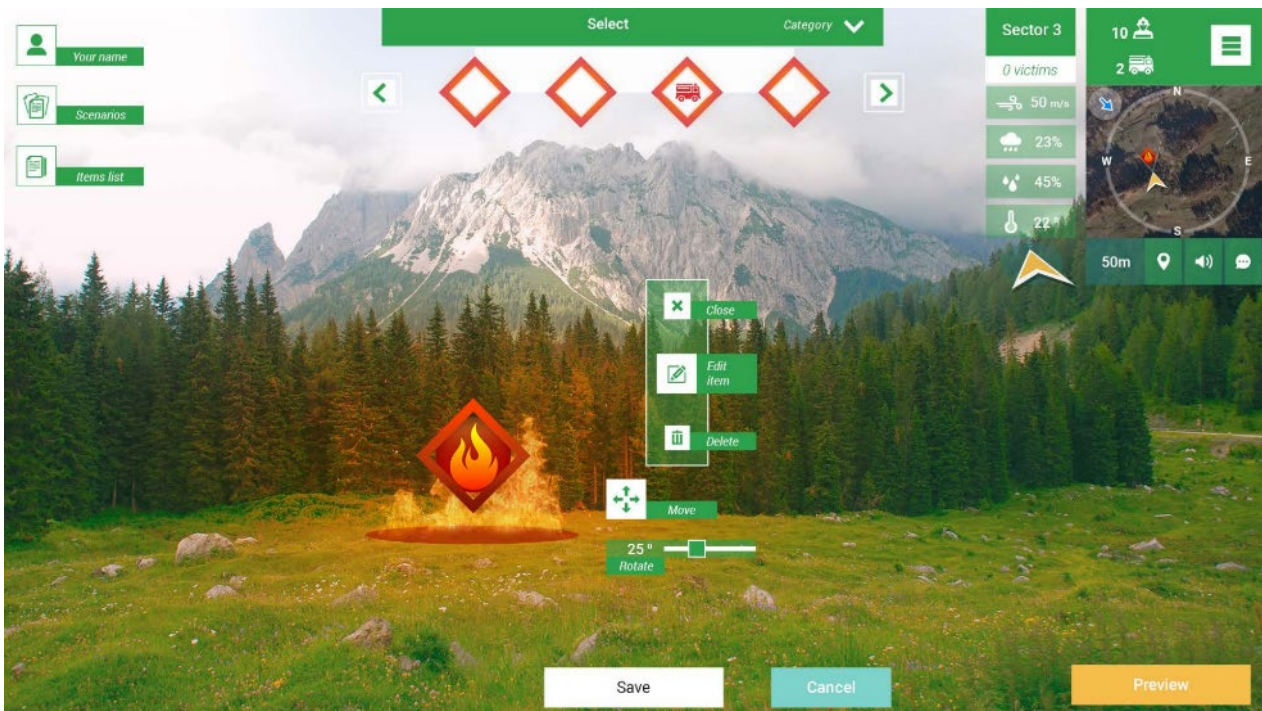 Your name
Scenarios
Items list
Select
Category
Sector 3
0 victims
50 m/s
23%
45%
22 °
10
2
N
W
E
S
50m
Close
Edit
item
Delete
Move
25 °
Rotate
Save
Cancel
Preview